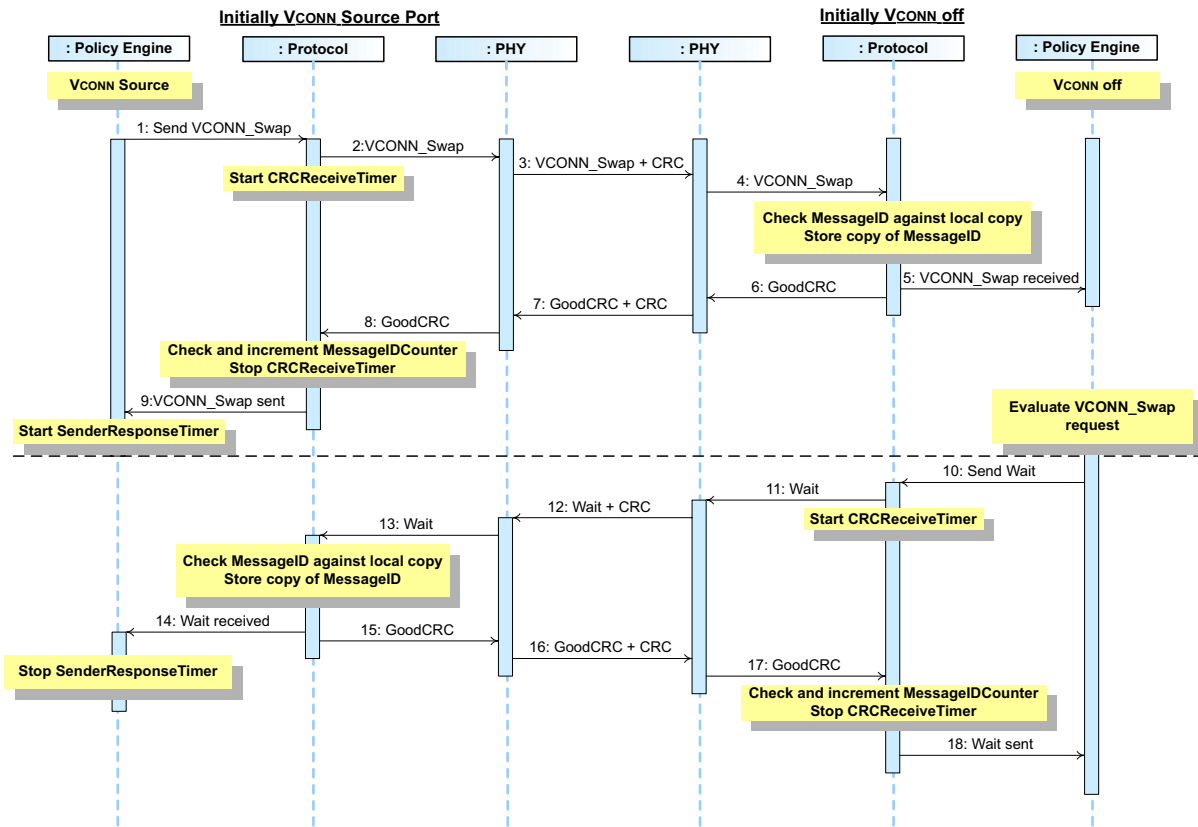 Initially VCONN Source Port
Initially VCONN off
: Policy Engine
: Protocol
: PHY
: PHY
: Protocol
: Policy Engine
VCONN Source
VCONN off
1: Send VCONN_Swap
2:VCONN_Swap
3: VCONN_Swap + CRC
Start CRCReceiveTimer
4: VCONN_Swap
Check MessageID against local copy
Store copy of MessageID
5: VCONN_Swap received
6: GoodCRC
7: GoodCRC + CRC
8: GoodCRC
Check and increment MessageIDCounter
Stop CRCReceiveTimer
9:VCONN_Swap sent
Start SenderResponseTimer
Evaluate VCONN_Swap
request
10: Send Wait
11: Wait
12: Wait + CRC
Start CRCReceiveTimer
13: Wait
Check MessageID against local copy
Store copy of MessageID
14: Wait received
15: GoodCRC
16: GoodCRC + CRC
Stop SenderResponseTimer
17: GoodCRC
Check and increment MessageIDCounter
Stop CRCReceiveTimer
18: Wait sent